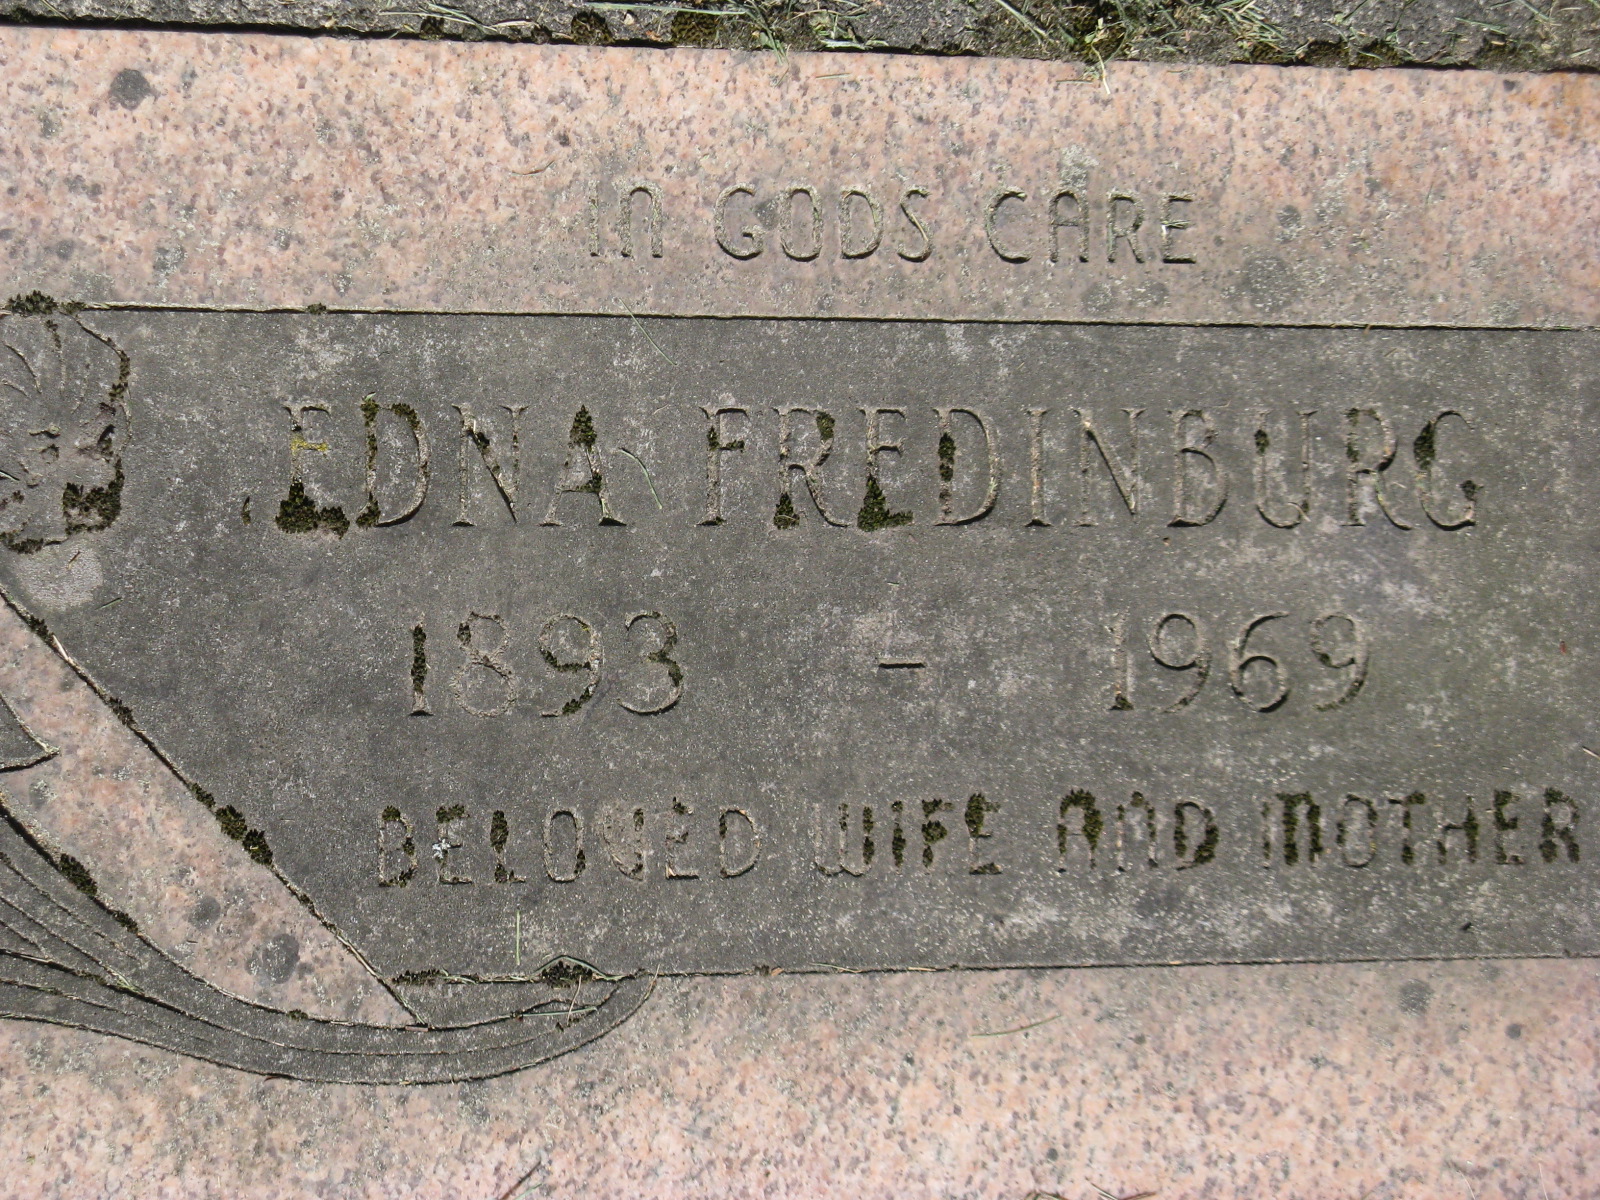 In GODS CARE
EDNA FREDINBURG
1893 - 1969
BELOVED WIFE AnD MOTHER